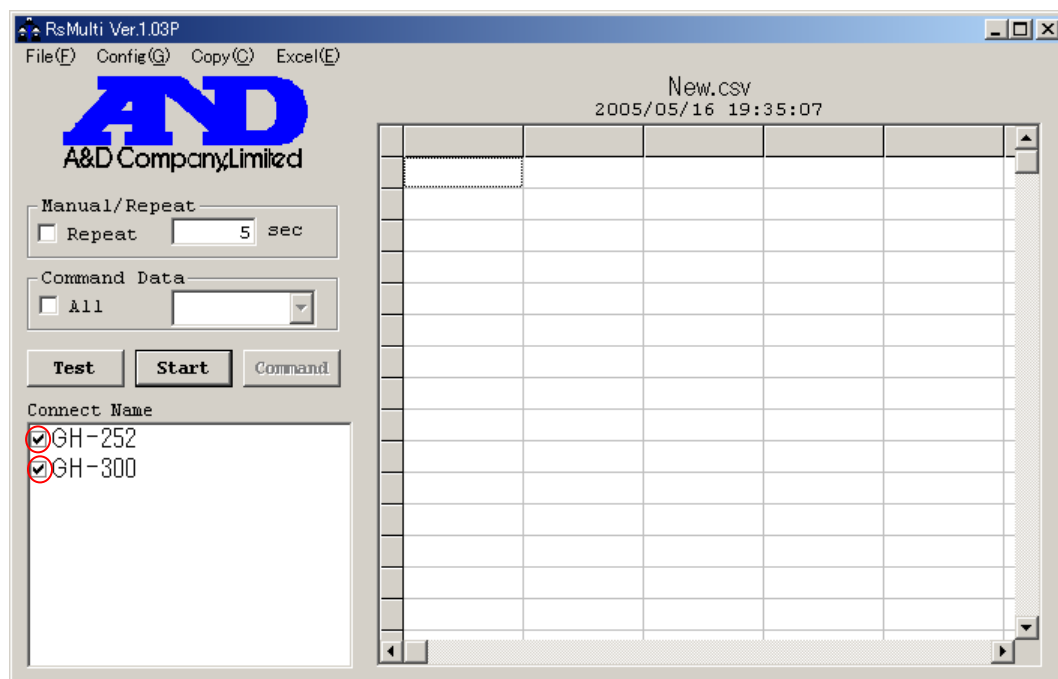 RsMulti Ver.1.03P
File(F) Config(G) Copy(C) Excel(E)
AND
A&D Company,Limited
New.csv
2005/05/16 19:35:07
Manual/Repeat
Repeat 5 sec
Command Data
All
Test Start Command
Connect Name
GH-252
GH-300